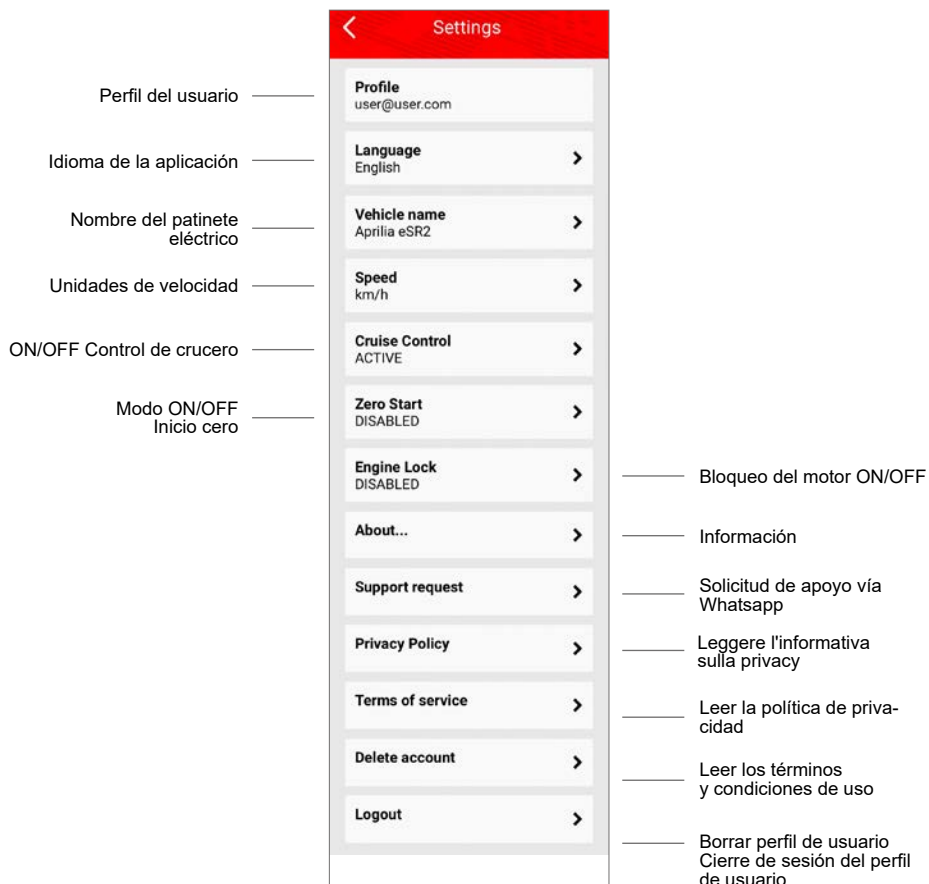 Settings
Perfil del usuario
Profile
user@user.com
Idioma de la aplicación
Language
English
Nombre del patinete
eléctrico
Vehicle name
Aprilia eSR2
Unidades de velocidad
Speed
km/h
ON/OFF Control de crucero
Cruise Control
ACTIVE
Modo ON/OFF
Inicio cero
Zero Start
DISABLED
Engine Lock
DISABLED
Bloqueo del motor ON/OFF
About...
Información
Support request
Solicitud de apoyo vía
Whatsapp
Privacy Policy
Leggere l'informativa
sulla privacy
Terms of service
Leer la política de priva-
cidad
Delete account
Leer los términos
y condiciones de uso
Logout
Borrar perfil de usuario
Cierre de sesión del perfil
de usuario